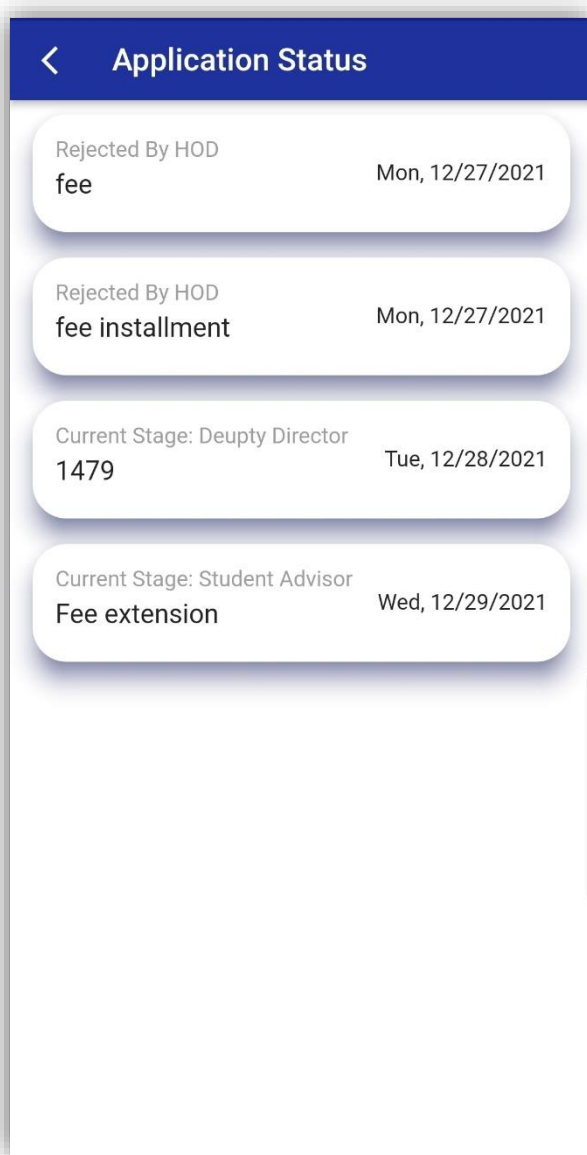 Application Status
Rejected By HOD
fee
Mon, 12/27/2021
Rejected By HOD
fee installment
Mon, 12/27/2021
Current Stage: Deupty Director
1479
Tue, 12/28/2021
Current Stage: Student Advisor
Fee extension
Wed, 12/29/2021